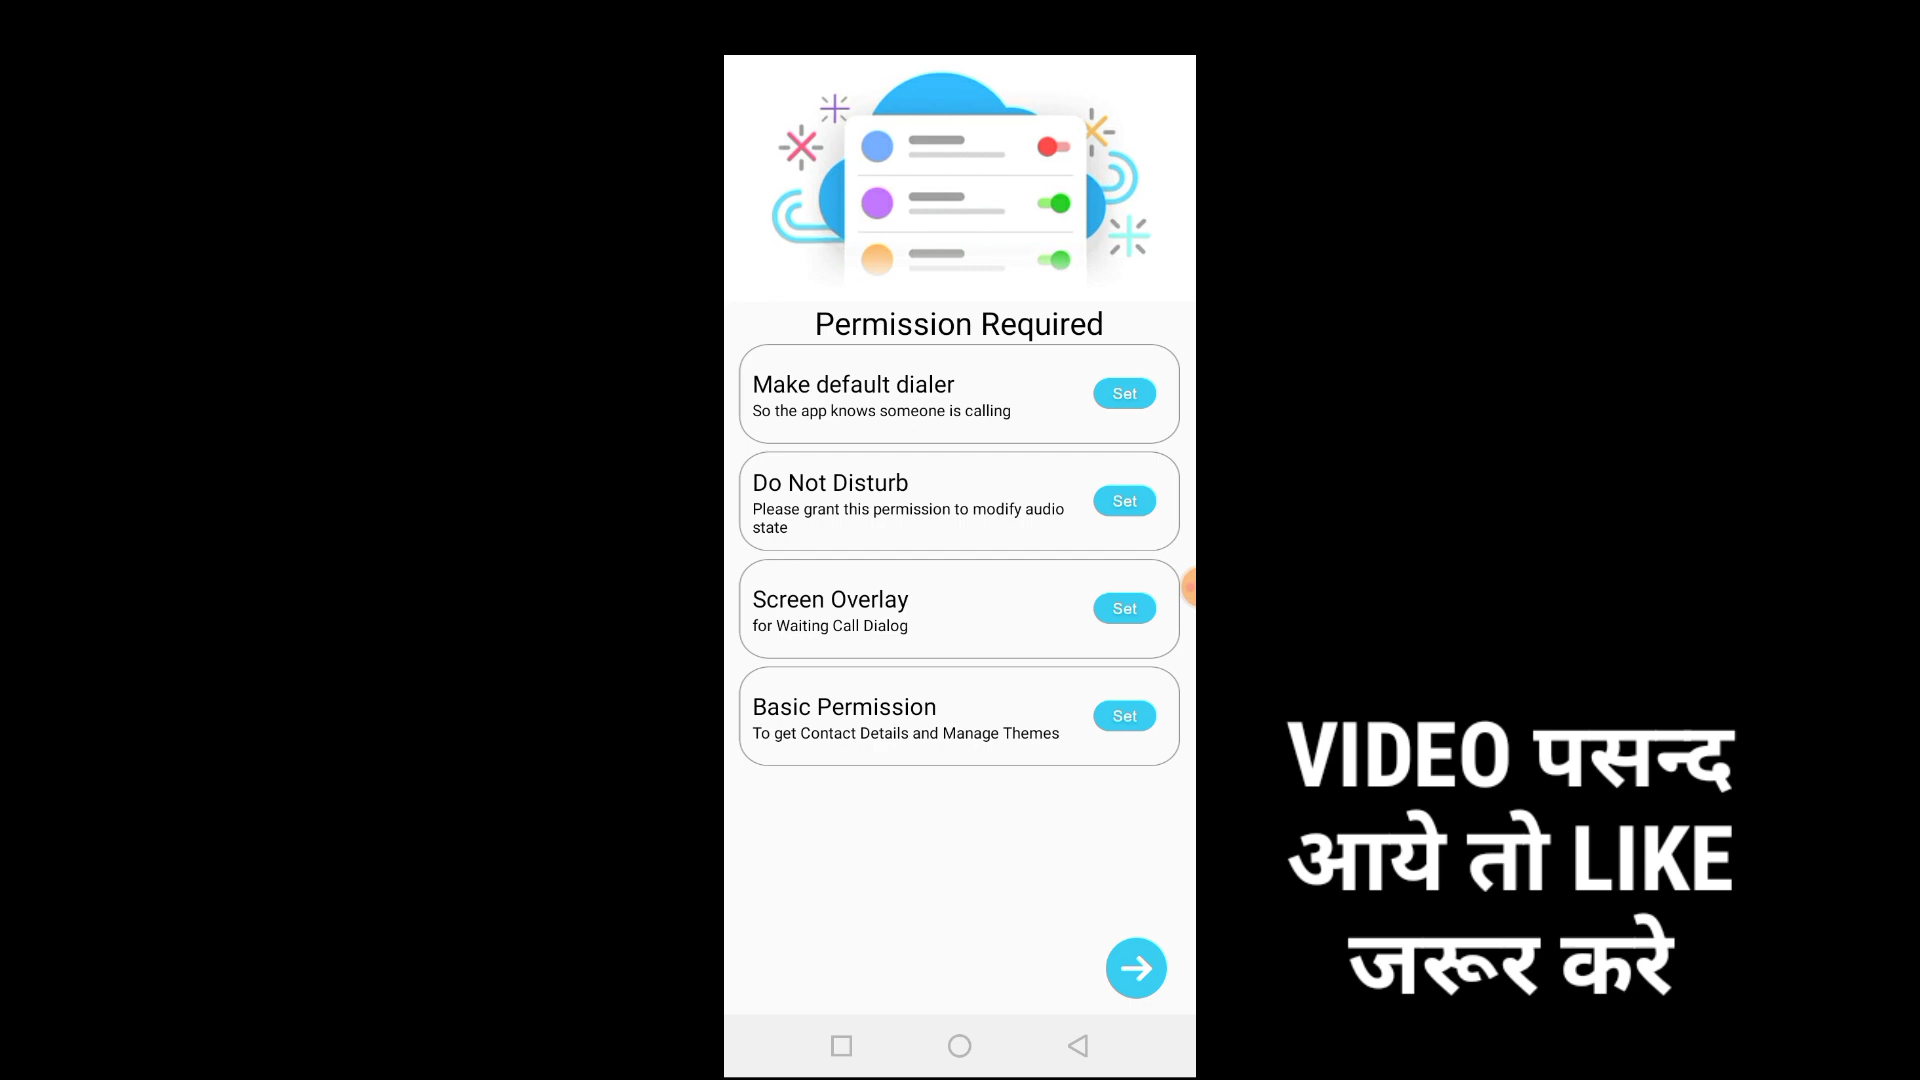 Permission Required
Make default dialer
So the app knows someone is calling
Set
Do Not Disturb
Please grant this permission to modify audio
state
Set
Screen Overlay
for Waiting Call Dialog
Set
Basic Permission
To get Contact Details and Manage Themes
Set
VIDEO पसन्द
आये तो LIKE
जरूर करे